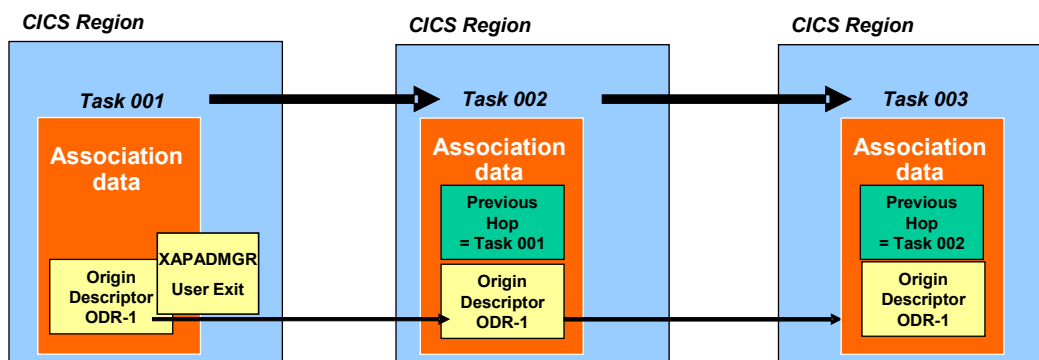 CICS Region
Task 001
Association
data
XAPADMGR
User Exit
Origin
Descriptor
ODR-1
CICS Region
Task 002
Association
data
Previous
Hop
= Task 001
Origin
Descriptor
ODR-1
CICS Region
Task 003
Association
data
Previous
Hop
= Task 002
Origin
Descriptor
ODR-1